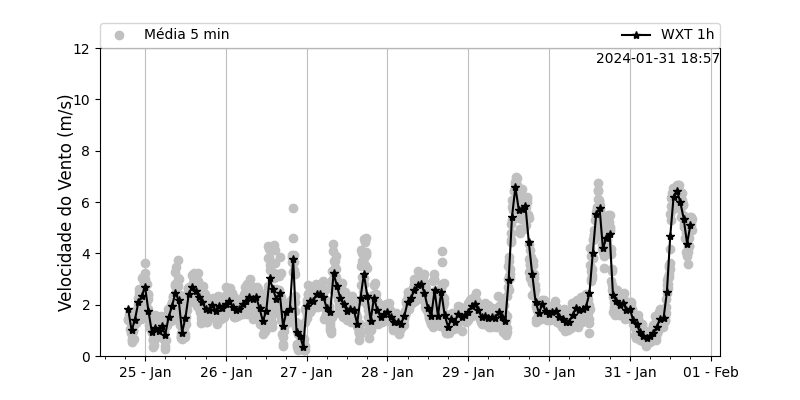 Média 5 min
WXT 1h
2024-01-31 18:57
Velocidade do Vento (m/s)
12
10
8
6
4
2
0
25 - Jan
26 - Jan
27 - Jan
28 - Jan
29 - Jan
30 - Jan
31 - Jan
01 - Feb